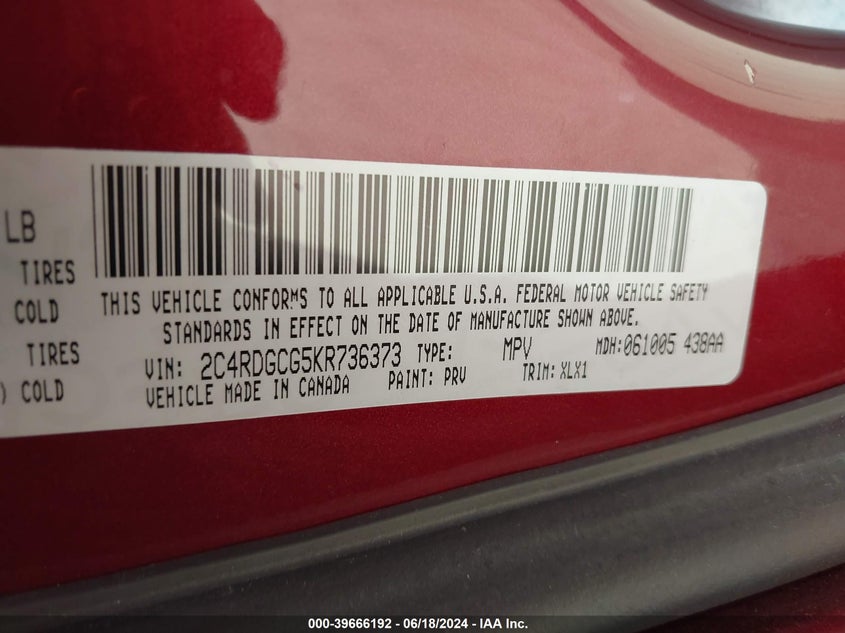 LB
TIRES
COLD
TIRES
) COLD
THIS VEHICLE CONFORMS TO ALL APPLICABLE U.S.A. FEDERAL MOTOR VEHICLE SAFETY
STANDARDS IN EFFECT ON THE DATE OF MANUFACTURE SHOWN ABOVE.
VIN: 2C4RDGCG5KR736373 TYPE: MPV MDH:061005 438AA
VEHICLE MADE IN CANADA PAINT: PRV TRIM: XLX1
000-39666192 - 06/18/2024 - IAA Inc.